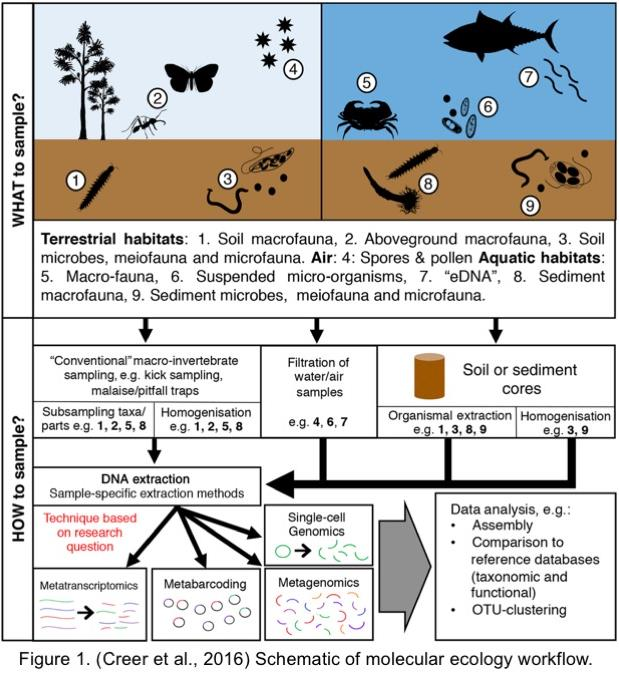 WHAT to sample?
1
2
3
4
5
6
7
8
9
Terrestrial habitats: 1. Soil macrofauna, 2. Aboveground macrofauna, 3. Soil
microbes, meiofauna and microfauna. Air: 4: Spores & pollen Aquatic habitats:
5. Macro-fauna, 6. Suspended micro-organisms, 7. “eDNA”, 8. Sediment
macrofauna, 9. Sediment microbes, meiofauna and microfauna.
HOW to sample?
“Conventional” macro-invertebrate
sampling, e.g. kick sampling,
malaise/pitfall traps
Subsampling taxa/
parts e.g. 1, 2, 5, 8
Homogenisation
e.g. 1, 2, 5, 8
Filtration of
water/air
samples
e.g. 4, 6, 7
Soil or sediment
cores
Organismal extraction
e.g. 1, 3, 8, 9
Homogenisation
e.g. 3, 9
DNA extraction
Sample-specific extraction methods
Technique based
on research
question
Single-cell
Genomics
Metatranscriptomics
Metabarcoding
Metagenomics
Data analysis, e.g.:
• Assembly
• Comparison to
reference databases
(taxonomic and
functional)
• OTU-clustering
Figure 1. (Creer et al., 2016) Schematic of molecular ecology workflow.